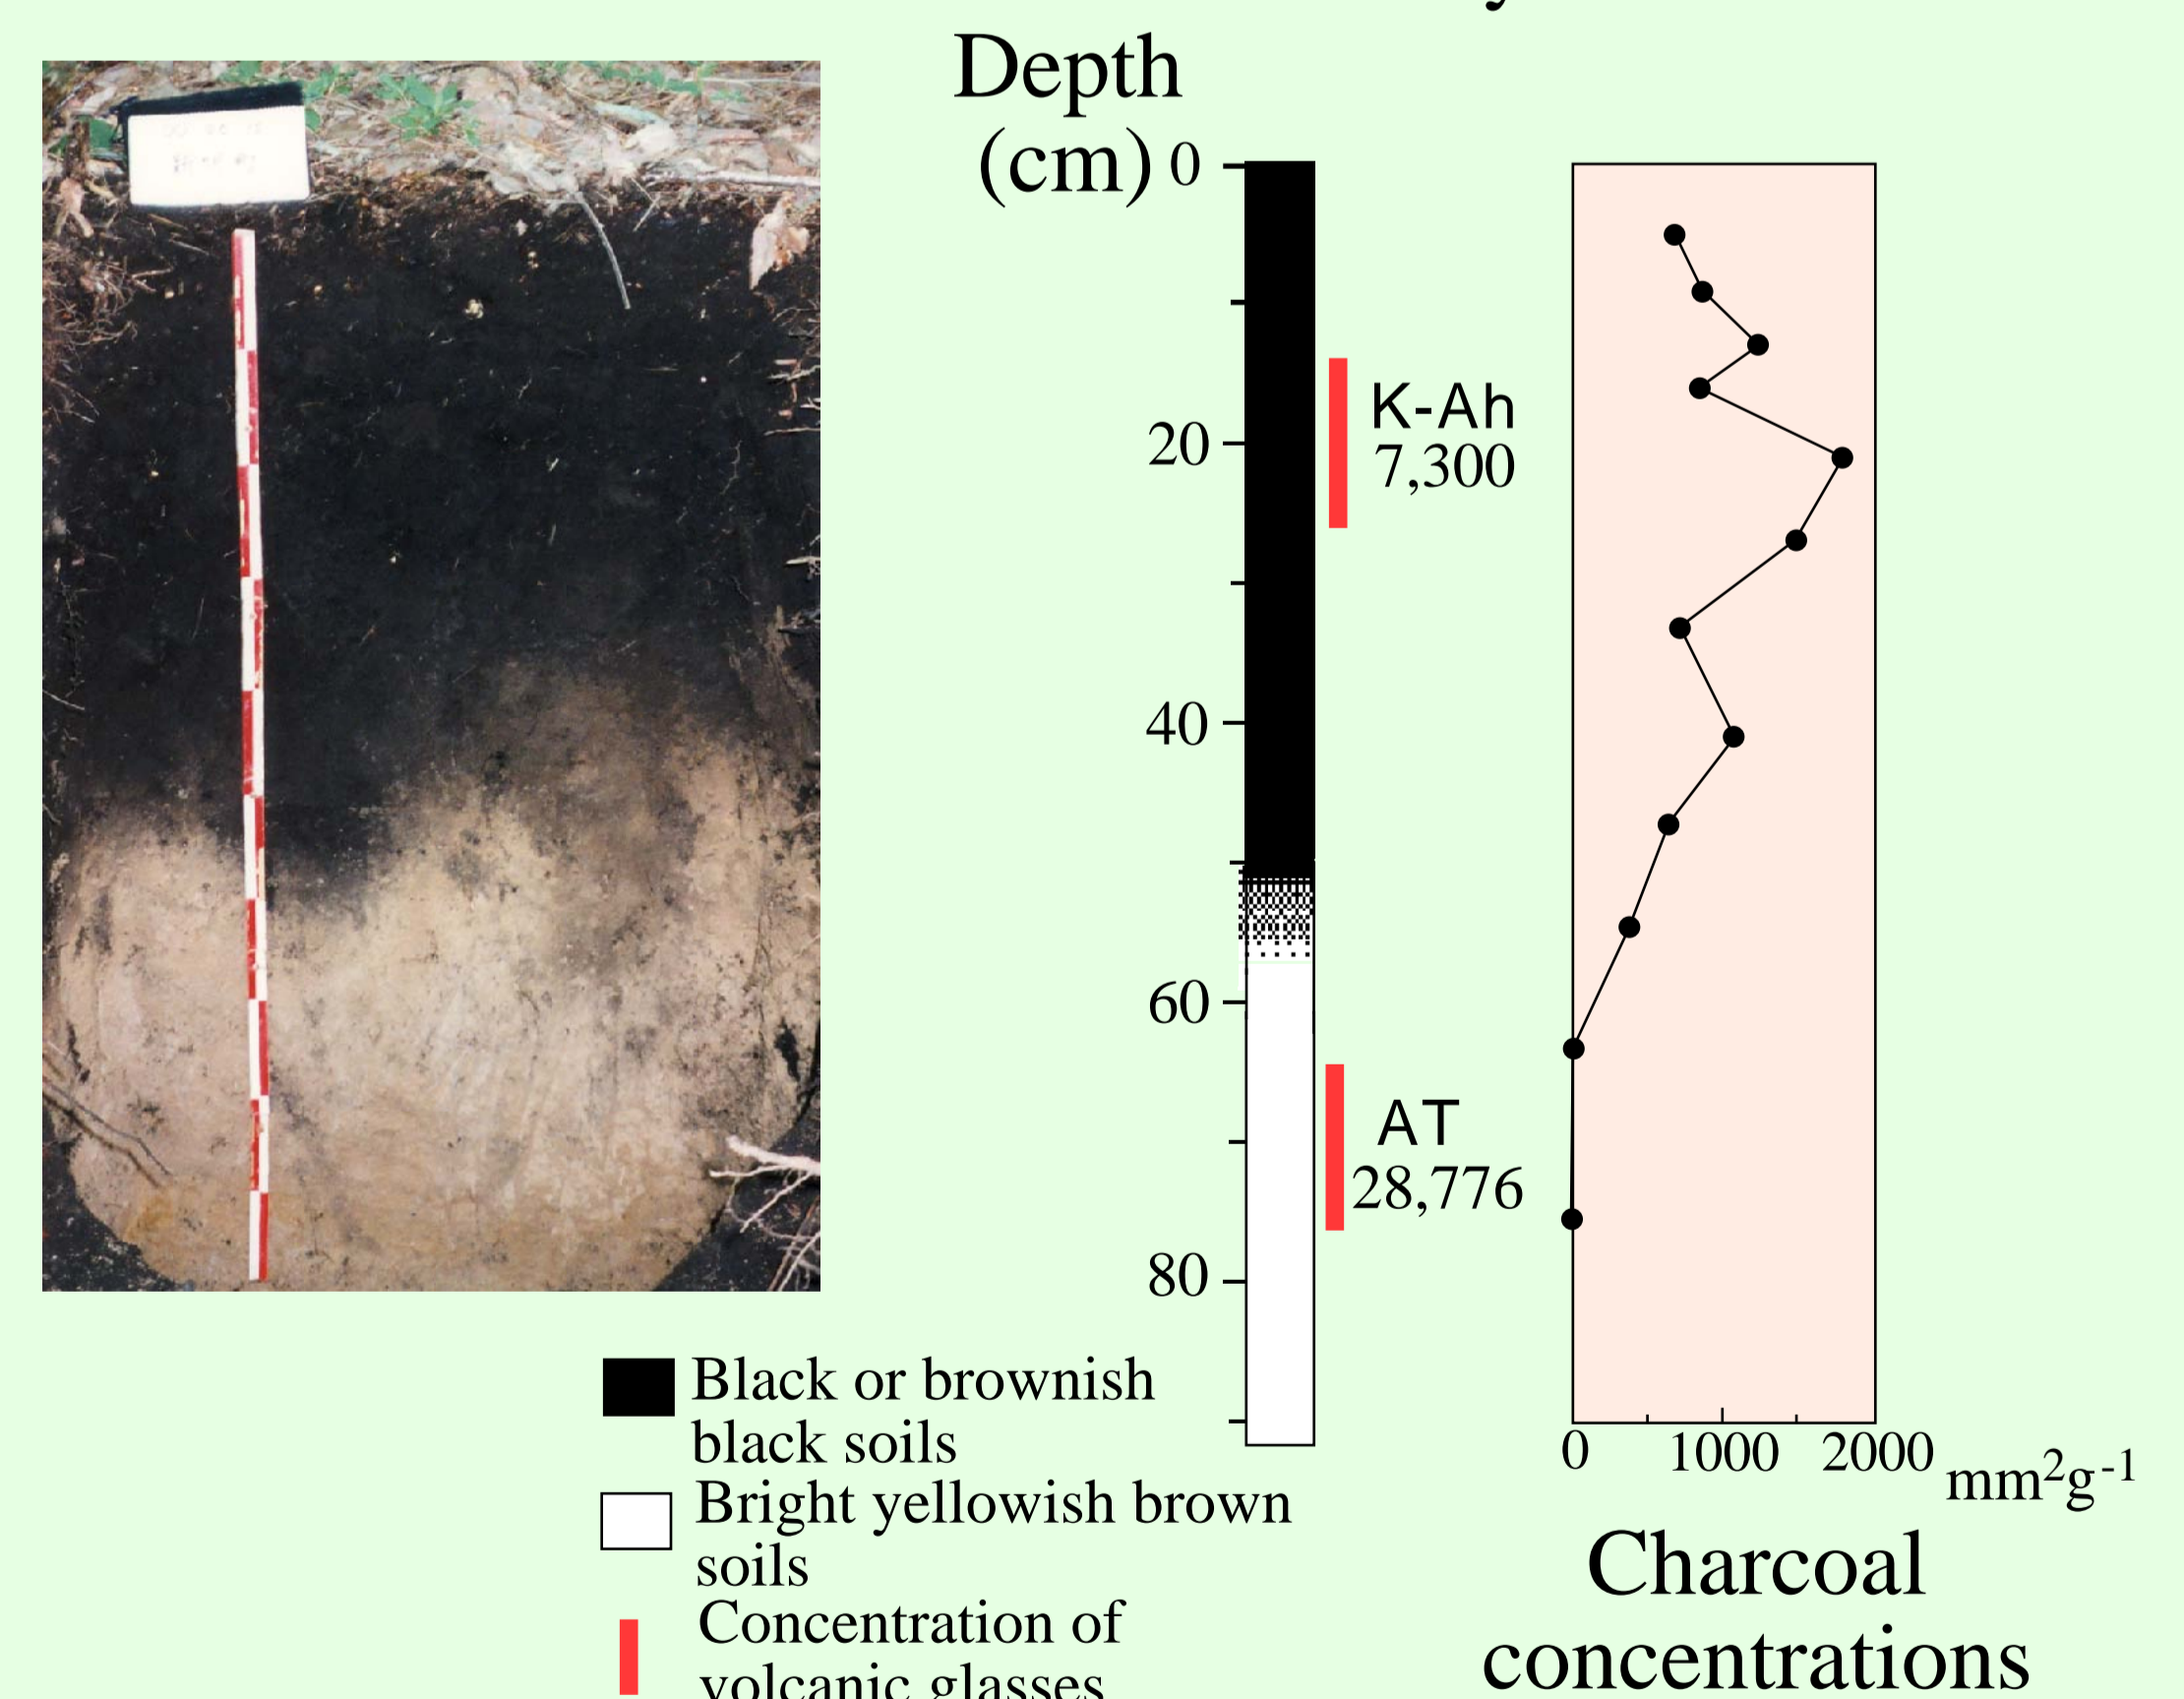 Depth
(cm)
0
20
40
60
80
K-Ah
7,300
AT
28,776
0 1000 2000 mm²g⁻¹
Charcoal
concentrations
Black or brownish
black soils
Bright yellowish brown
soils
Concentration of
volcanic glasses